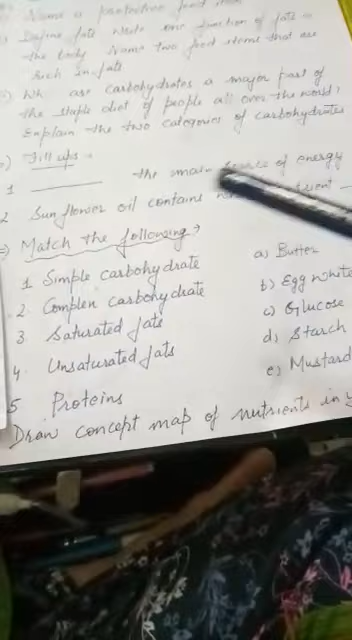 Name a protective food item
Define fats Write one function of fats in
the body Name two food items that are
rich in fats
Why are carbohydrates a major part of
the staple diet of people all over the world?
Explain the two categories of carbohydrates
Fill ups -
1 ________ the main source of energy
2 Sunflower oil contains
Match the following ?
1 Simple carbohydrate a) Butter
2. Complen carbohydrate b) Egg white
3 Saturated fats c) Glucose
4. Unsaturated fats d) Starch
5 Proteins e) Mustard
Draw concept map of nutrients in